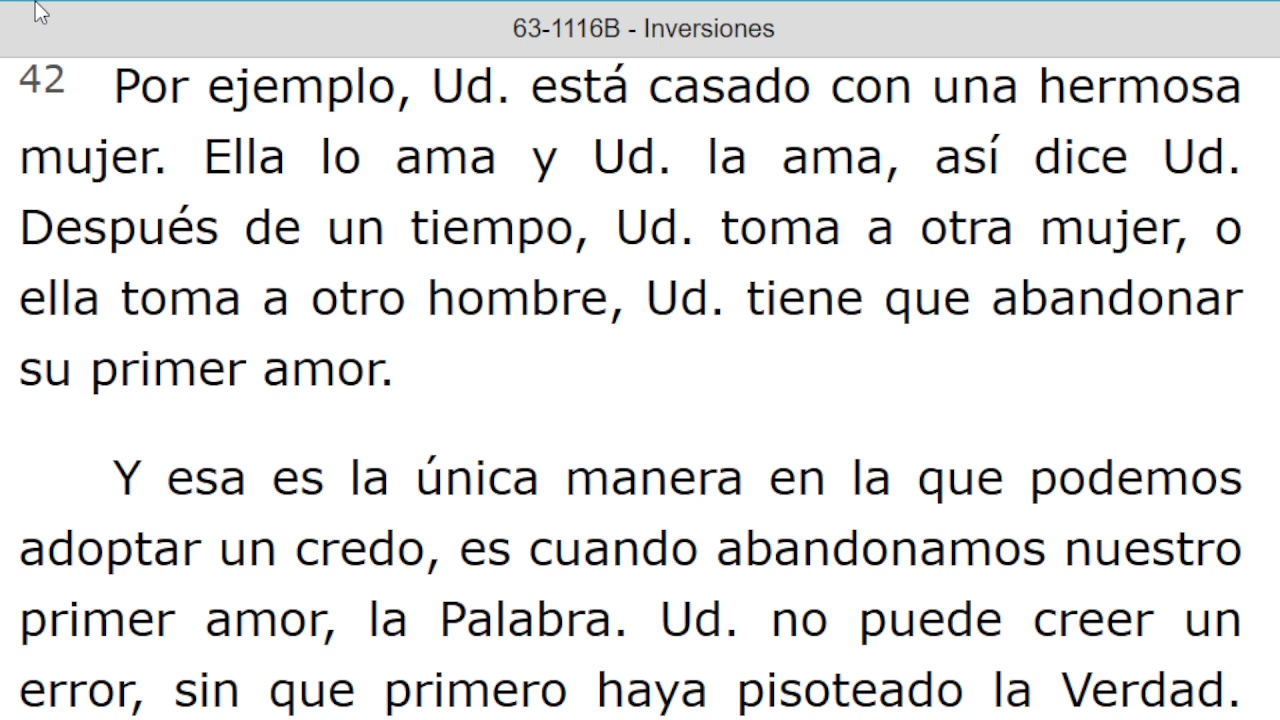 63-1116B - Inversiones
42 Por ejemplo, Ud. está casado con una hermosa
mujer. Ella lo ama y Ud. la ama, así dice Ud.
Después de un tiempo, Ud. toma a otra mujer, o
ella toma a otro hombre, Ud. tiene que abandonar
su primer amor.
Y esa es la única manera en la que podemos
adoptar un credo, es cuando abandonamos nuestro
primer amor, la Palabra. Ud. no puede creer un
error, sin que primero haya pisoteado la Verdad.